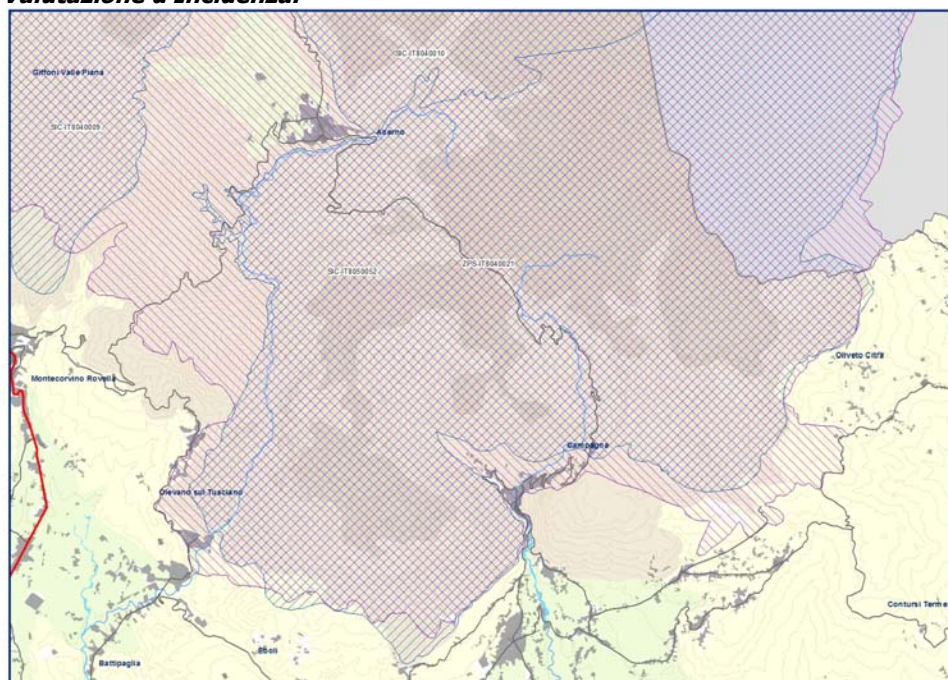 Valutazione d'Incidenza.
SIC-IT8040010
Giffoni Valle Piana
SIC-IT8040009
Acerno
SIC-IT8050052
ZPS-IT8040021
Oliveto Citra
Montecorvino Rovella
Campagna
Olevano sul Tusciano
Contursi Terme
Eboli
Battipaglia